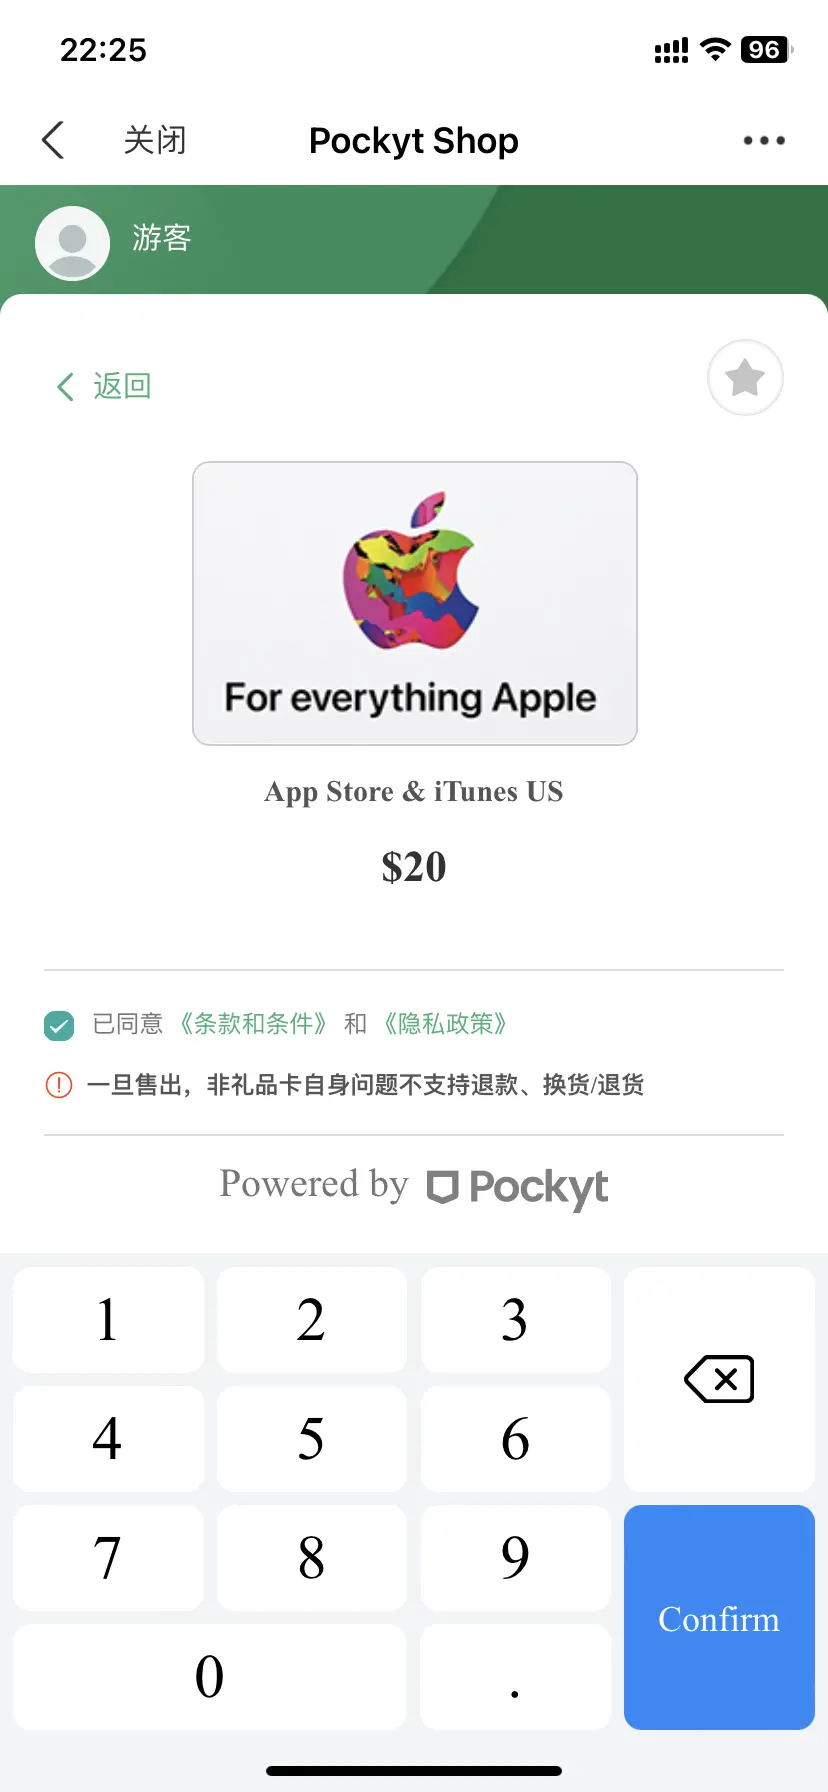 22:25
96
关闭
Pockyt Shop
游客
返回
For everything Apple
App Store & iTunes US
$20
已同意《条款和条件》和《隐私政策》
一旦售出，非礼品卡自身问题不支持退款、换货/退货
Powered by Pockyt
1 2 3
4 5 6
7 8 9
Confirm
0 .